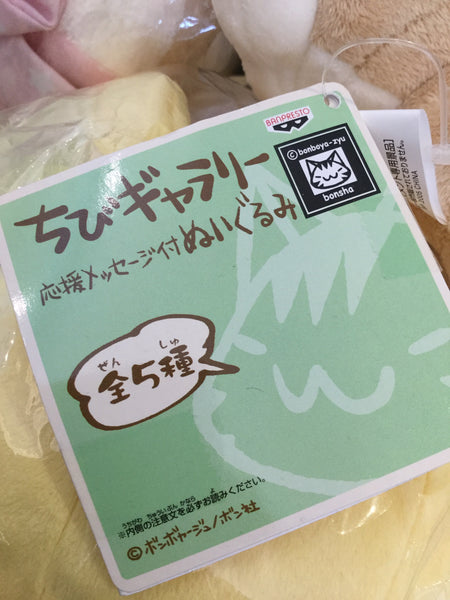 BANPRESTO
©bonboya-zyu
bonsha
ちびギャラリー
応援メッセージ付ぬいぐるみ
ぜん しゅ
全5種
うちがわ ちゅういぶん かなら よ
※内側の注意文を必ずお読みください。
©ボンボヤージュ/ボン社